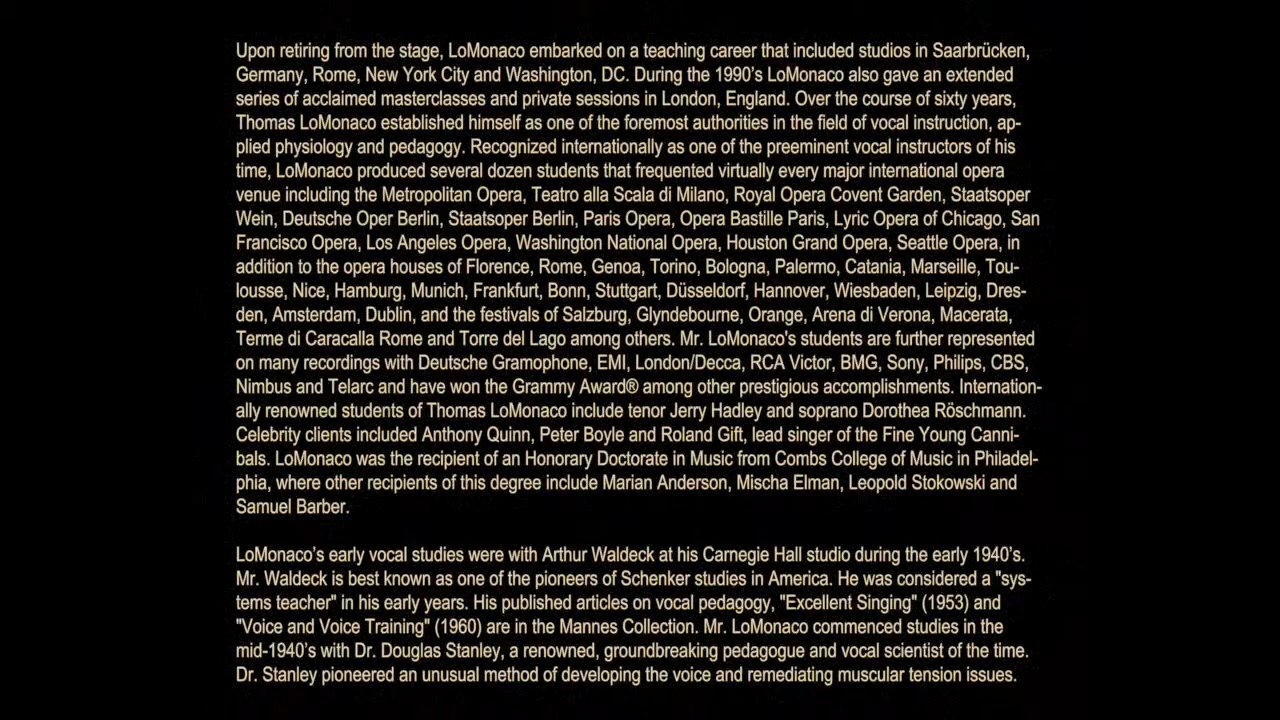 Upon retiring from the stage, LoMonaco embarked on a teaching career that included studios in Saarbrücken,
Germany, Rome, New York City and Washington, DC. During the 1990's LoMonaco also gave an extended
series of acclaimed masterclasses and private sessions in London, England. Over the course of sixty years,
Thomas LoMonaco established himself as one of the foremost authorities in the field of vocal instruction, ap-
plied physiology and pedagogy. Recognized internationally as one of the preeminent vocal instructors of his
time, LoMonaco produced several dozen students that frequented virtually every major international opera
venue including the Metropolitan Opera, Teatro alla Scala di Milano, Royal Opera Covent Garden, Staatsoper
Wein, Deutsche Oper Berlin, Staatsoper Berlin, Paris Opera, Opera Bastille Paris, Lyric Opera of Chicago, San
Francisco Opera, Los Angeles Opera, Washington National Opera, Houston Grand Opera, Seattle Opera, in
addition to the opera houses of Florence, Rome, Genoa, Torino, Bologna, Palermo, Catania, Marseille, Tou-
lousse, Nice, Hamburg, Munich, Frankfurt, Bonn, Stuttgart, Düsseldorf, Hannover, Wiesbaden, Leipzig, Dres-
den, Amsterdam, Dublin, and the festivals of Salzburg, Glyndebourne, Orange, Arena di Verona, Macerata,
Terme di Caracalla Rome and Torre del Lago among others. Mr. LoMonaco's students are further represented
on many recordings with Deutsche Gramophone, EMI, London/Decca, RCA Victor, BMG, Sony, Philips, CBS,
Nimbus and Telarc and have won the Grammy Award® among other prestigious accomplishments. Internation-
ally renowned students of Thomas LoMonaco include tenor Jerry Hadley and soprano Dorothea Röschmann.
Celebrity clients included Anthony Quinn, Peter Boyle and Roland Gift, lead singer of the Fine Young Canni-
bals. LoMonaco was the recipient of an Honorary Doctorate in Music from Combs College of Music in Philadel-
phia, where other recipients of this degree include Marian Anderson, Mischa Elman, Leopold Stokowski and
Samuel Barber.
LoMonaco's early vocal studies were with Arthur Waldeck at his Carnegie Hall studio during the early 1940's.
Mr. Waldeck is best known as one of the pioneers of Schenker studies in America. He was considered a "sys-
tems teacher" in his early years. His published articles on vocal pedagogy, "Excellent Singing" (1953) and
"Voice and Voice Training" (1960) are in the Mannes Collection. Mr. LoMonaco commenced studies in the
mid-1940's with Dr. Douglas Stanley, a renowned, groundbreaking pedagogue and vocal scientist of the time.
Dr. Stanley pioneered an unusual method of developing the voice and remediating muscular tension issues.